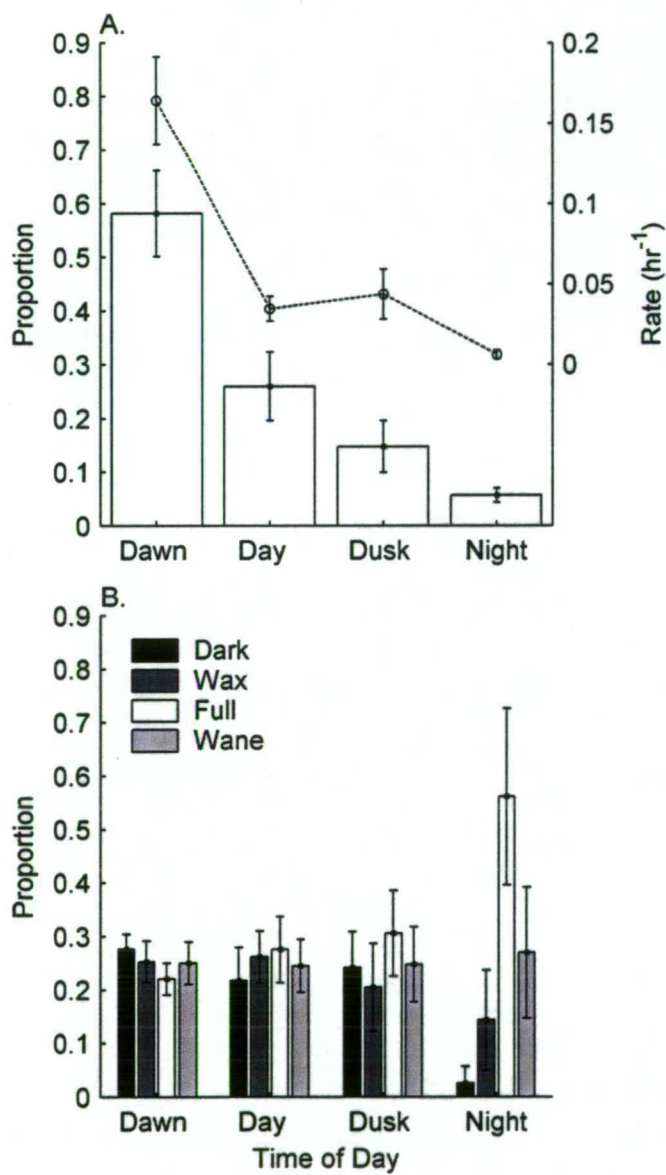 A.
0.9
0.8
0.7
0.6
0.5
0.4
0.3
0.2
0.1
0
Proportion
0.2
0.15
0.1
0.05
0
Rate (hr⁻¹)
Dawn Day Dusk Night
B.
0.9
0.8
0.7
0.6
0.5
0.4
0.3
0.2
0.1
0
Proportion
Dark
Wax
Full
Wane
Dawn Day Dusk Night
Time of Day